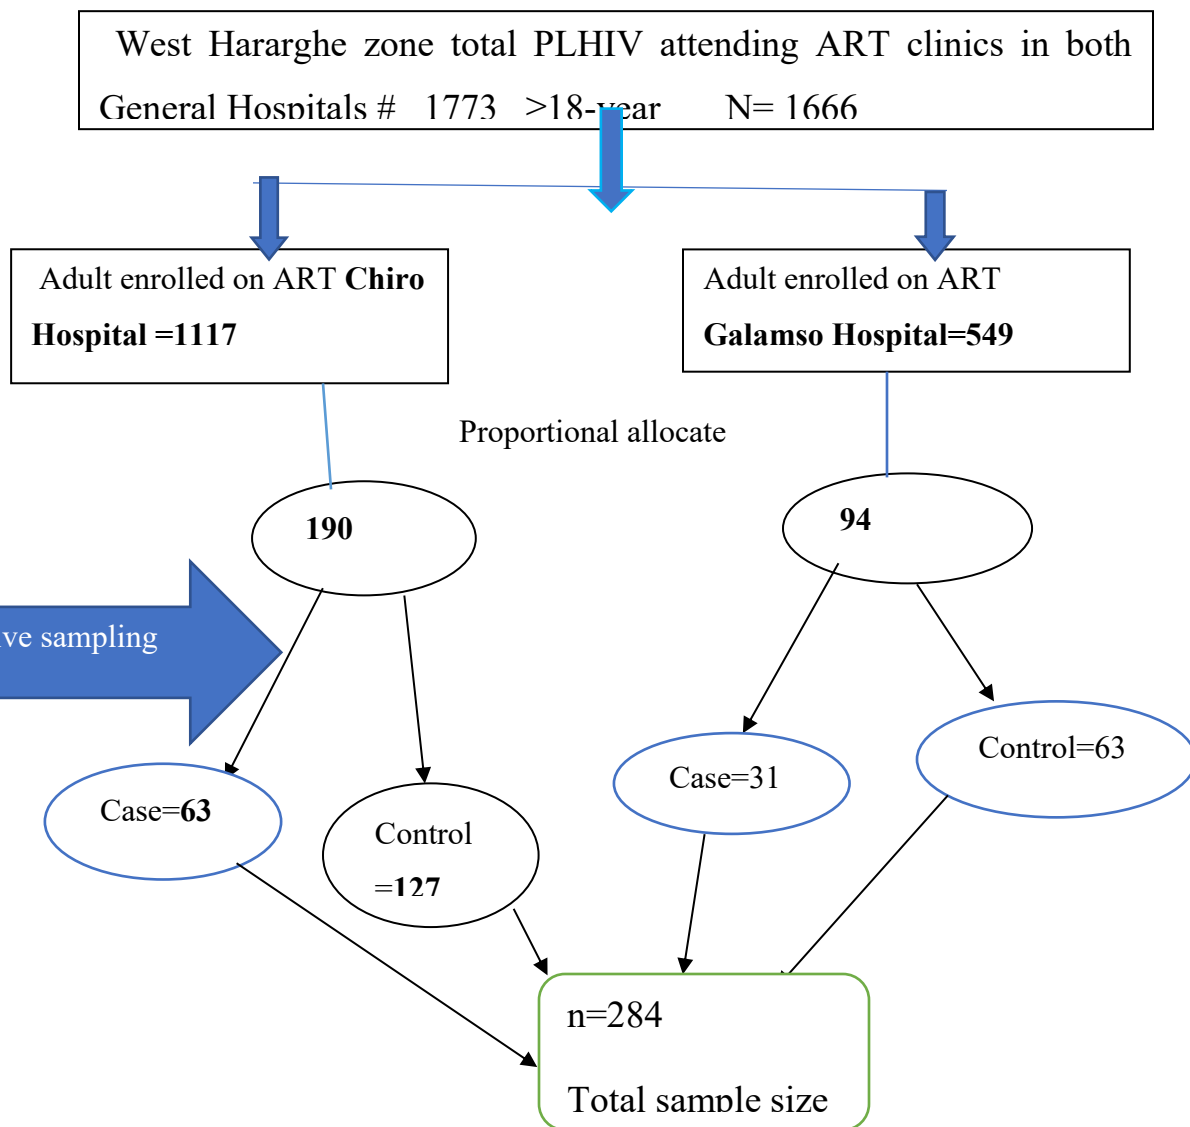 West Hararghe zone total PLHIV attending ART clinics in both
General Hospitals # 1773 >18-year N= 1666
Adult enrolled on ART Chiro
Hospital =1117
Adult enrolled on ART
Galamso Hospital=549
Proportional allocate
190
94
sampling
Case=63
Control
=127
Case=31
Control=63
n=284
Total sample size